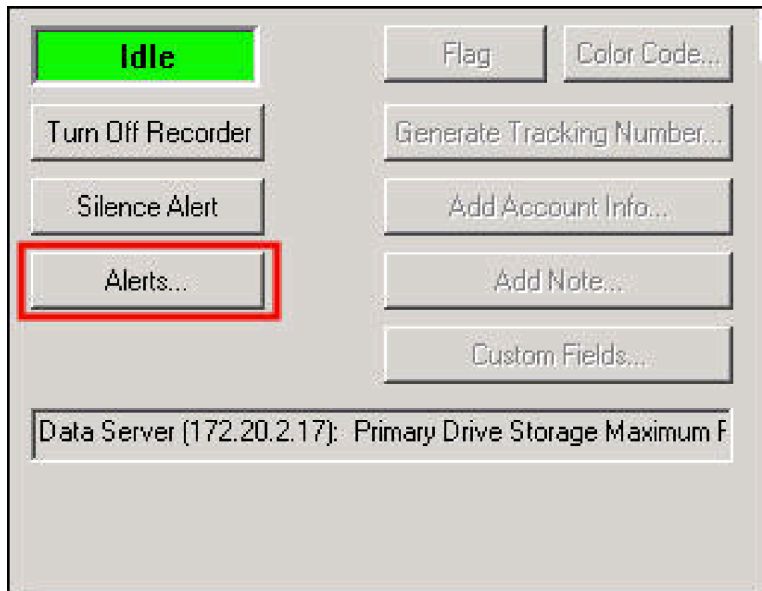 Idle
Flag
Color Code...
Turn Off Recorder
Generate Tracking Number...
Silence Alert
Add Account Info...
Alerts...
Add Note...
Custom Fields...
Data Server (172.20.2.17): Primary Drive Storage Maximum